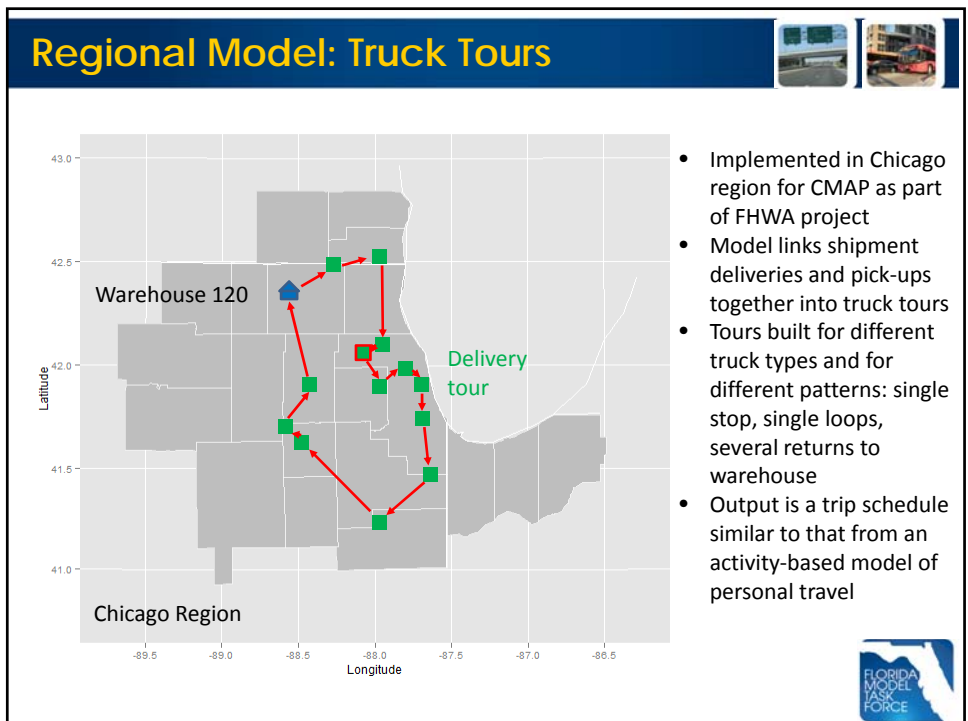 Regional Model: Truck Tours
43.0
42.5
42.0
41.5
41.0
Latitude
Warehouse 120
Delivery
tour
Chicago Region
-89.5
-89.0
-88.5
-88.0
-87.5
-87.0
-86.5
Longitude
• Implemented in Chicago
region for CMAP as part
of FHWA project
• Model links shipment
deliveries and pick-ups
together into truck tours
• Tours built for different
truck types and for
different patterns: single
stop, single loops,
several returns to
warehouse
• Output is a trip schedule
similar to that from an
activity-based model of
personal travel
FLORIDA
MODEL
TASK
FORCE